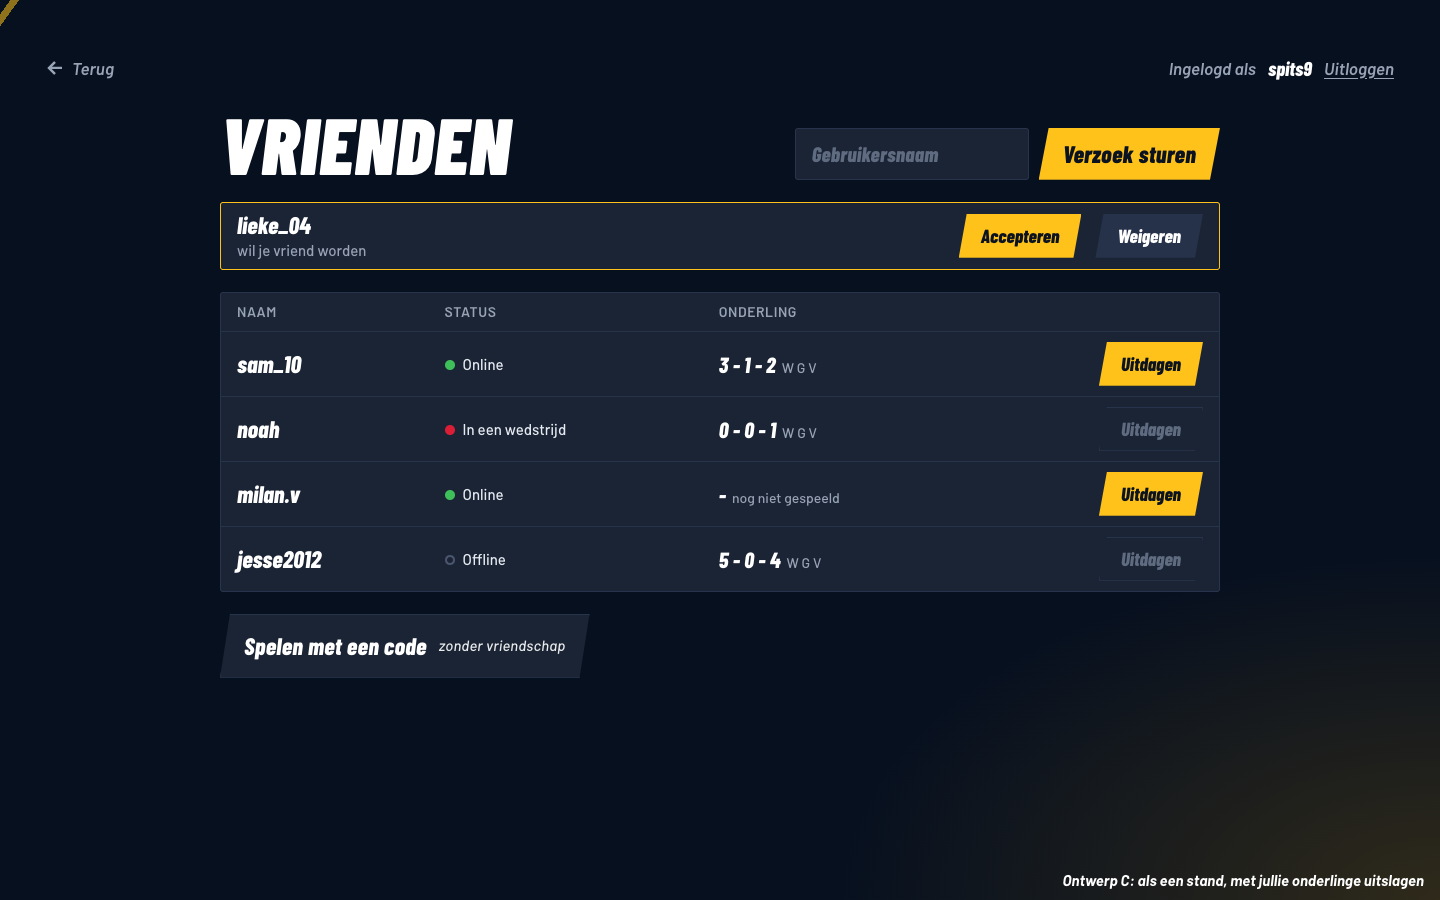 Terug
Ingelogd als spits9 Uitloggen
VRIENDEN
Gebruikersnaam
Verzoek sturen
lieke_04
wil je vriend worden
Accepteren
Weigeren
NAAM STATUS ONDERLING
sam_10 Online 3 - 1 - 2 W G V Uitdagen
noah In een wedstrijd 0 - 0 - 1 W G V Uitdagen
milan.v Online - nog niet gespeeld Uitdagen
jesse2012 Offline 5 - 0 - 4 W G V Uitdagen
Spelen met een code zonder vriendschap
Ontwerp C: als een stand, met jullie onderlinge uitslagen